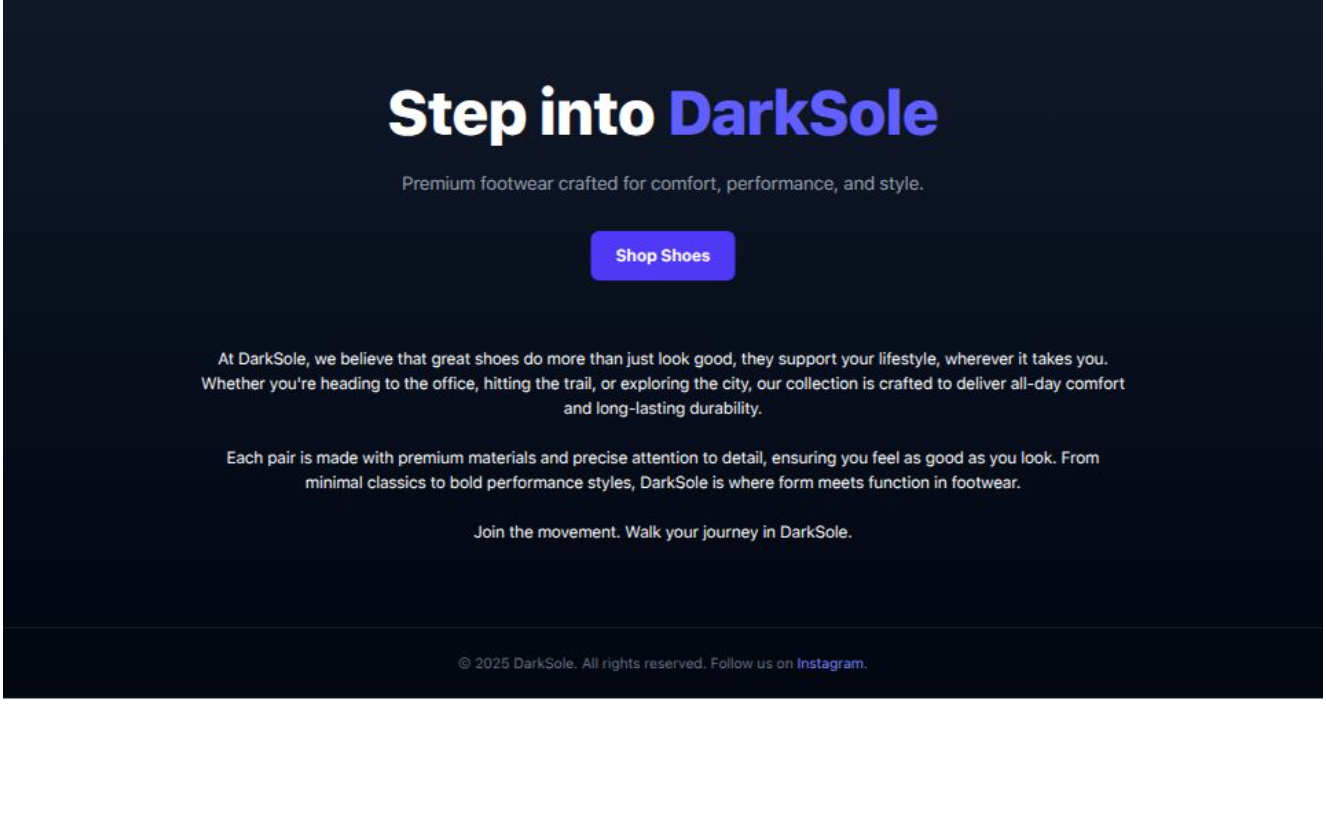 Step into DarkSole
Premium footwear crafted for comfort, performance, and style.
Shop Shoes
At DarkSole, we believe that great shoes do more than just look good, they support your lifestyle, wherever it takes you.
Whether you're heading to the office, hitting the trail, or exploring the city, our collection is crafted to deliver all-day comfort
and long-lasting durability.
Each pair is made with premium materials and precise attention to detail, ensuring you feel as good as you look. From
minimal classics to bold performance styles, DarkSole is where form meets function in footwear.
Join the movement. Walk your journey in DarkSole.
© 2025 DarkSole. All rights reserved. Follow us on Instagram.